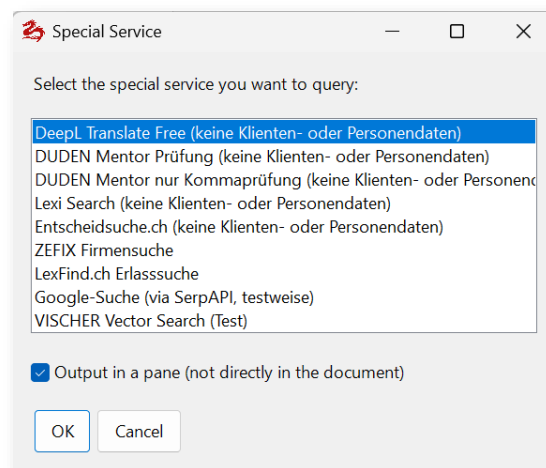 Special Service
Select the special service you want to query:
DeepL Translate Free (keine Klienten- oder Personendaten)
DUDEN Mentor Prüfung (keine Klienten- oder Personendaten)
DUDEN Mentor nur Kommaprüfung (keine Klienten- oder Personenc
Lexi Search (keine Klienten- oder Personendaten)
Entscheidsuche.ch (keine Klienten- oder Personendaten)
ZEFIX Firmensuche
LexFind.ch Erlasssuche
Google-Suche (via SerpAPI, testweise)
VISCHER Vector Search (Test)
Output in a pane (not directly in the document)
OK Cancel